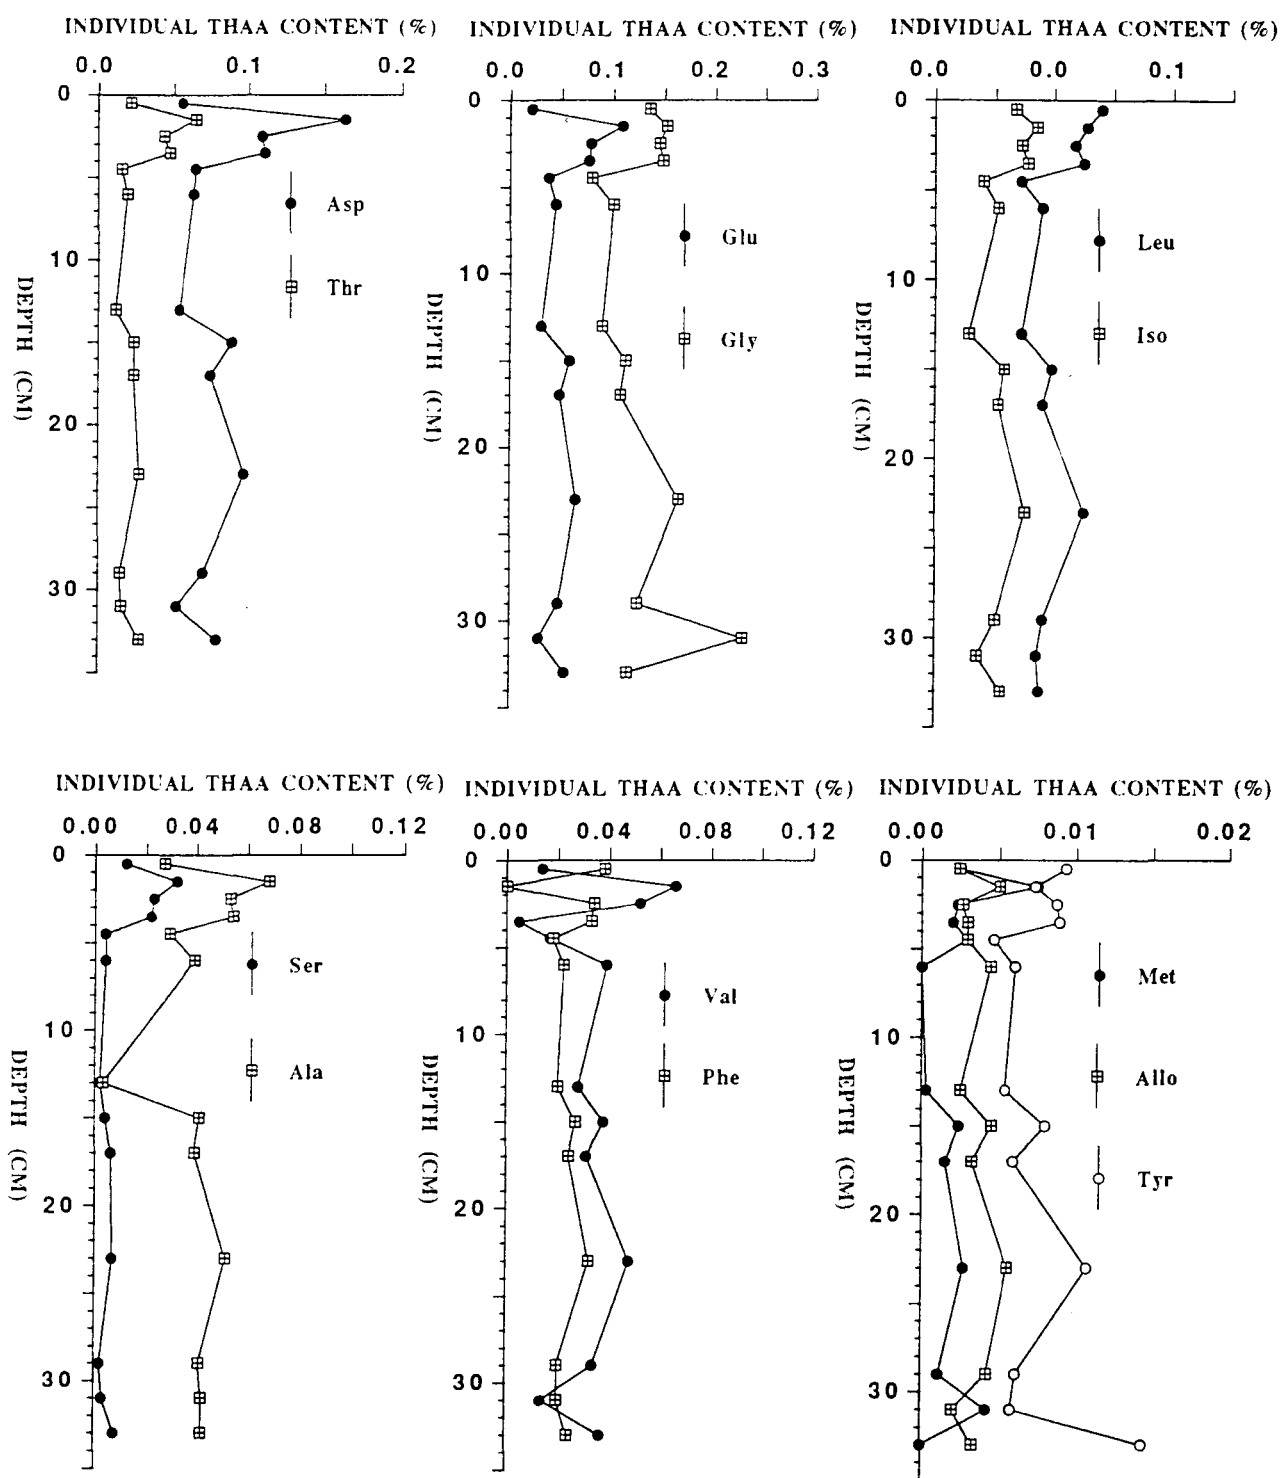 INDIVIDUAL THAA CONTENT (%)
0.0 0.1 0.2
0
10
20
30
DEPTH (CM)
Asp
Thr
INDIVIDUAL THAA CONTENT (%)
0.0 0.1 0.2 0.3
0
10
20
30
DEPTH (CM)
Glu
Gly
INDIVIDUAL THAA CONTENT (%)
0.0 0.0 0.1
0
10
20
30
DEPTH (CM)
Leu
Iso
INDIVIDUAL THAA CONTENT (%)
0.00 0.04 0.08 0.12
0
10
20
30
DEPTH (CM)
Ser
Ala
INDIVIDUAL THAA CONTENT (%)
0.00 0.04 0.08 0.12
0
10
20
30
DEPTH (CM)
Val
Phe
INDIVIDUAL THAA CONTENT (%)
0.00 0.01 0.02
0
10
20
30
DEPTH (CM)
Met
Allo
Tyr